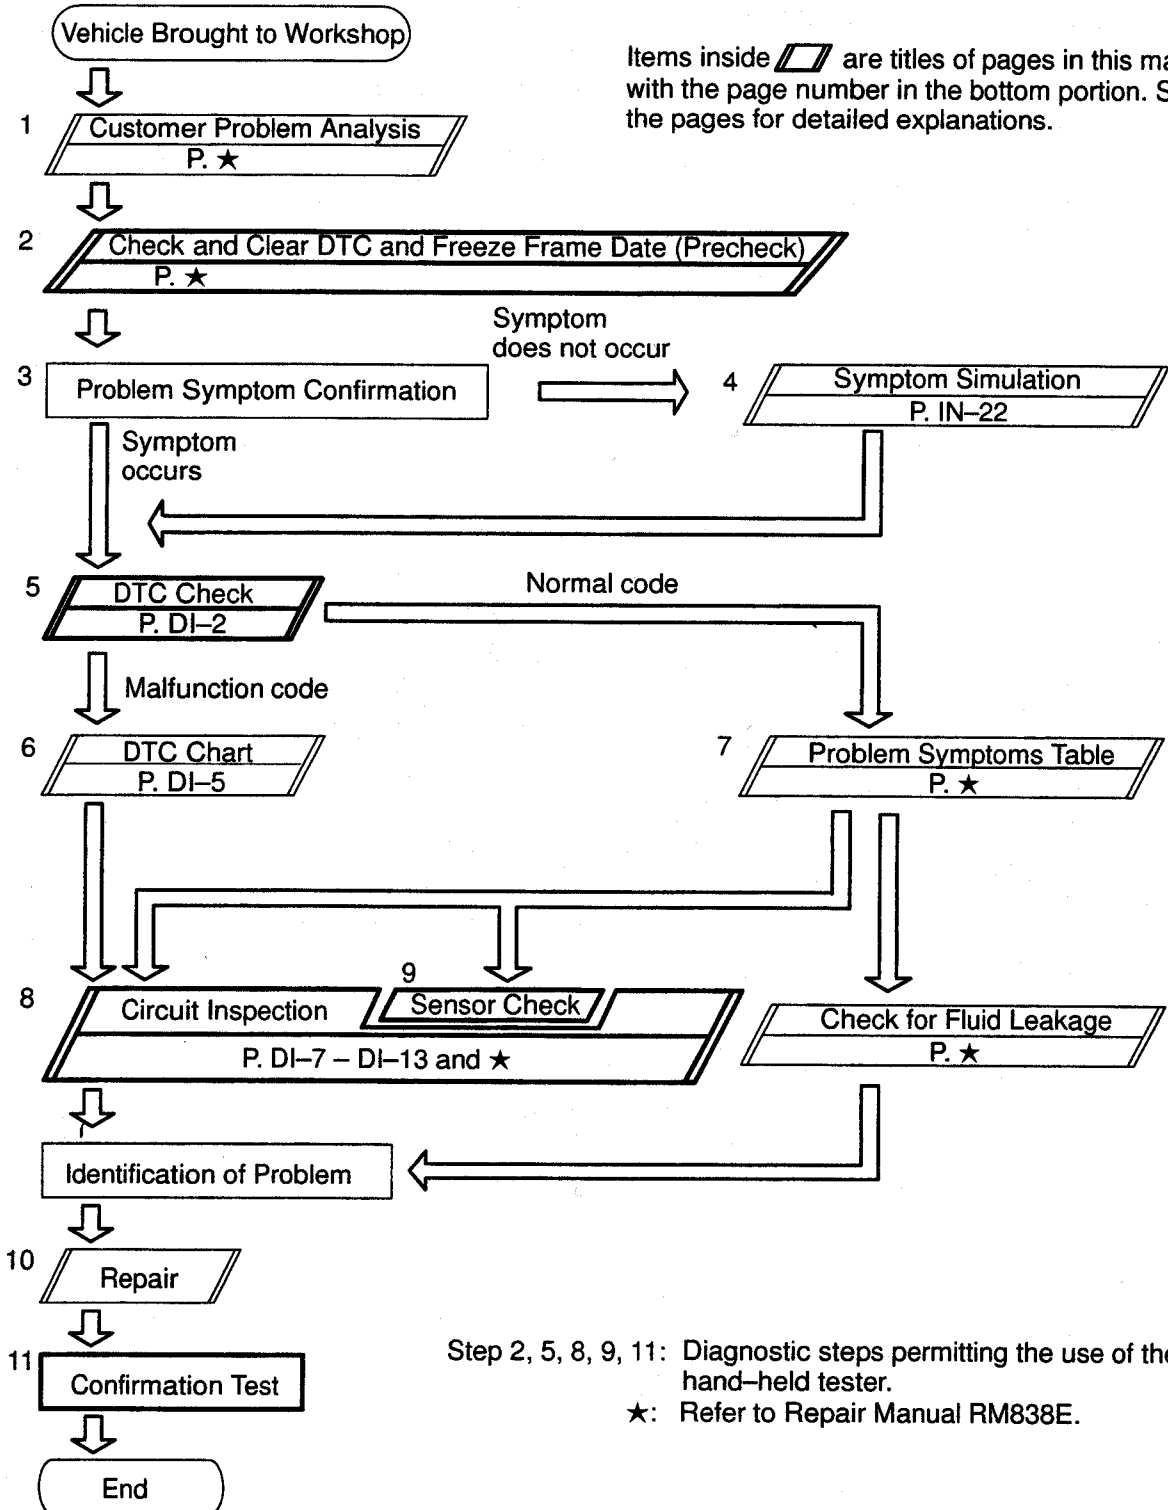 Vehicle Brought to Workshop
Items inside are titles of pages in this
with the page number in the bottom portion.
the pages for detailed explanations.
1 Customer Problem Analysis
P. ★
2 Check and Clear DTC and Freeze Frame Date (Precheck)
P. ★
Symptom
does not occur
3 Problem Symptom Confirmation
4 Symptom Simulation
P. IN–22
Symptom
occurs
5 DTC Check
P. DI–2
Normal code
Malfunction code
6 DTC Chart
P. DI–5
7 Problem Symptoms Table
P. ★
8 Circuit Inspection
9 Sensor Check
P. DI–7 – DI–13 and ★
Check for Fluid Leakage
P. ★
Identification of Problem
10 Repair
11 Confirmation Test
Step 2, 5, 8, 9, 11: Diagnostic steps permitting the use of the
hand–held tester.
★: Refer to Repair Manual RM838E.
End